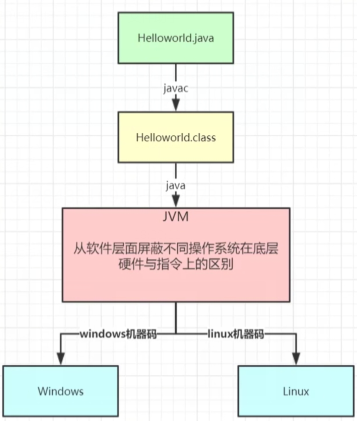 Helloworld.java
javac
Helloworld.class
java
JVM
从软件层面屏蔽不同操作系统在底层
硬件与指令上的区别
windows机器码
linux机器码
Windows
Linux